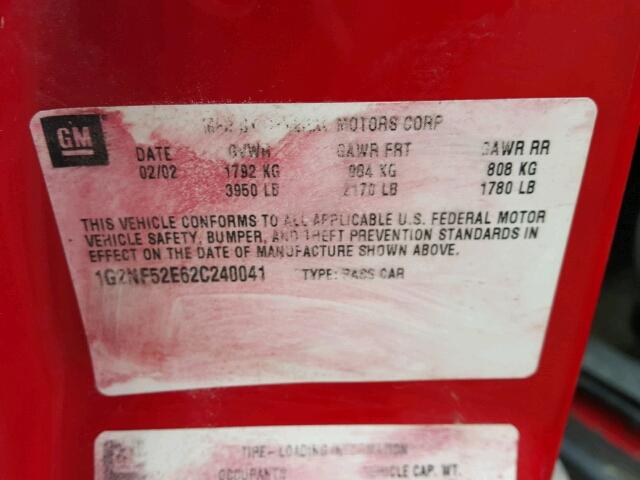 GM
MFD BY GENERAL MOTORS CORP
DATE GVWR GAWR FRT GAWR RR
02/02 1792 KG 984 KG 808 KG
3950 LB 2170 LB 1780 LB
THIS VEHICLE CONFORMS TO ALL APPLICABLE U.S. FEDERAL MOTOR
VEHICLE SAFETY, BUMPER, AND THEFT PREVENTION STANDARDS IN
EFFECT ON THE DATE OF MANUFACTURE SHOWN ABOVE.
1G2NF52E62C240041 TYPE: PASS CAR
TIRE-LOADING INFORMATION
OCCUPANTS VEHICLE CAP. WT.